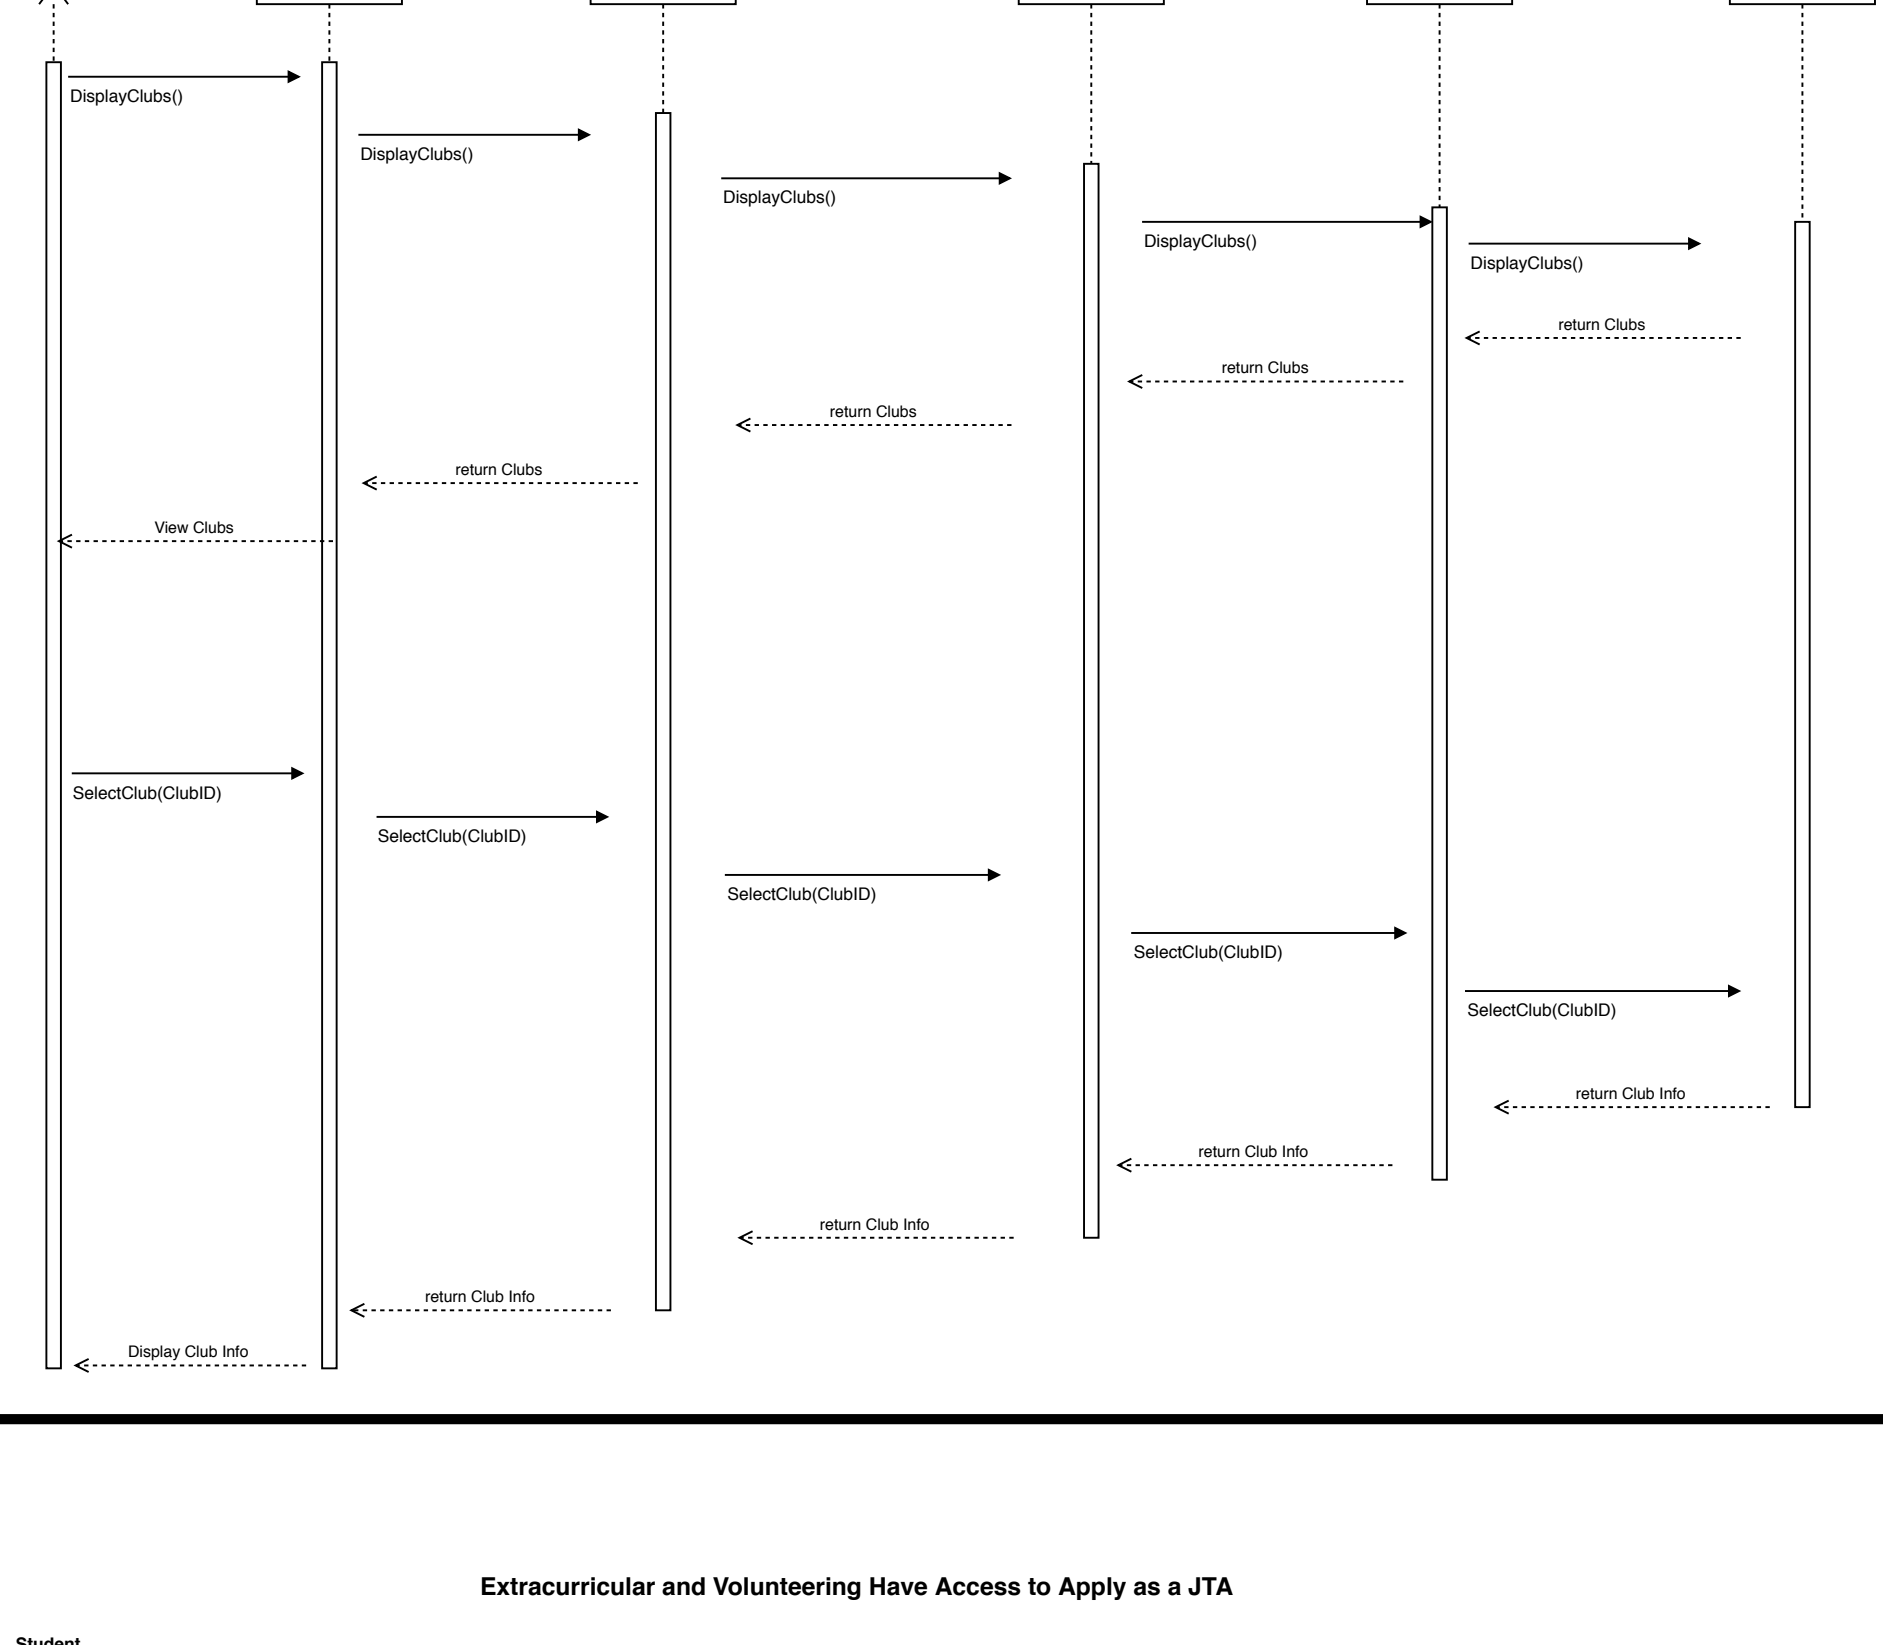 DisplayClubs()
DisplayClubs()
DisplayClubs()
DisplayClubs()
DisplayClubs()
return Clubs
return Clubs
return Clubs
return Clubs
View Clubs
SelectClub(ClubID)
SelectClub(ClubID)
SelectClub(ClubID)
SelectClub(ClubID)
SelectClub(ClubID)
return Club Info
return Club Info
return Club Info
return Club Info
Display Club Info
Extracurricular and Volunteering Have Access to Apply as a JTA
Student